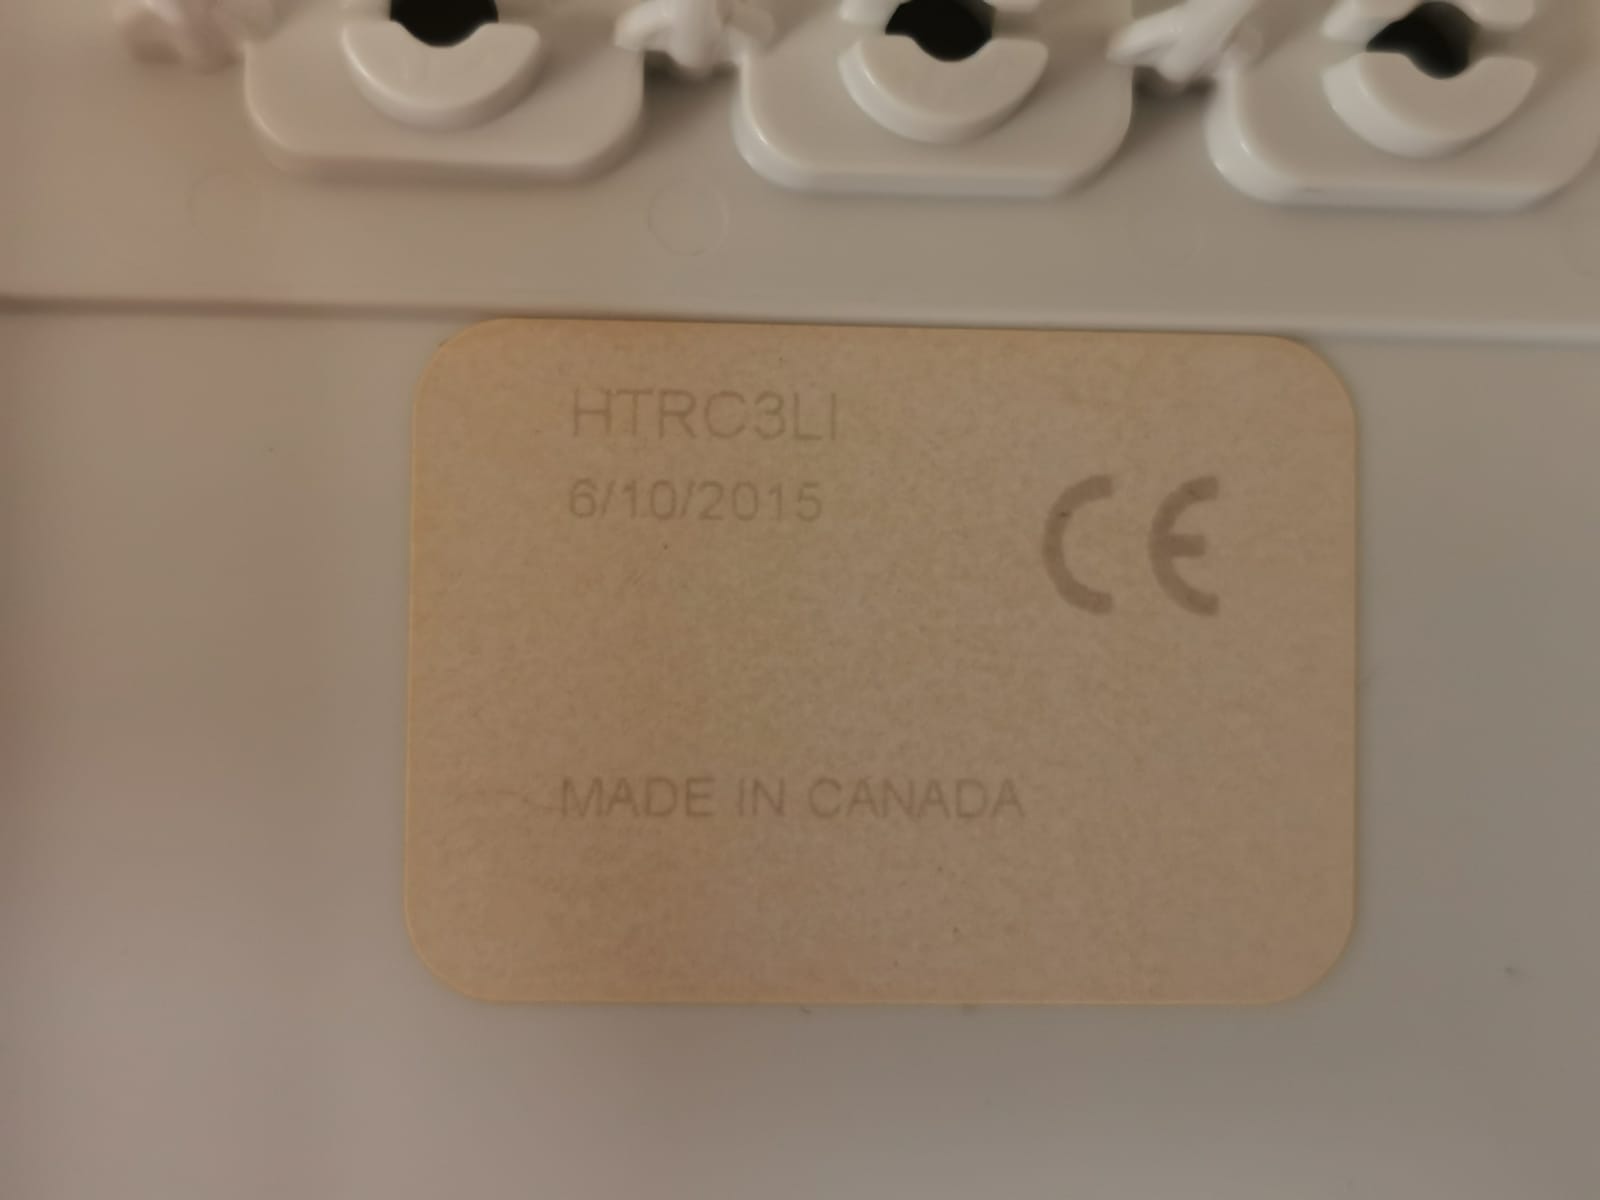 HTRC3LI
6/10/2015
CE
MADE IN CANADA